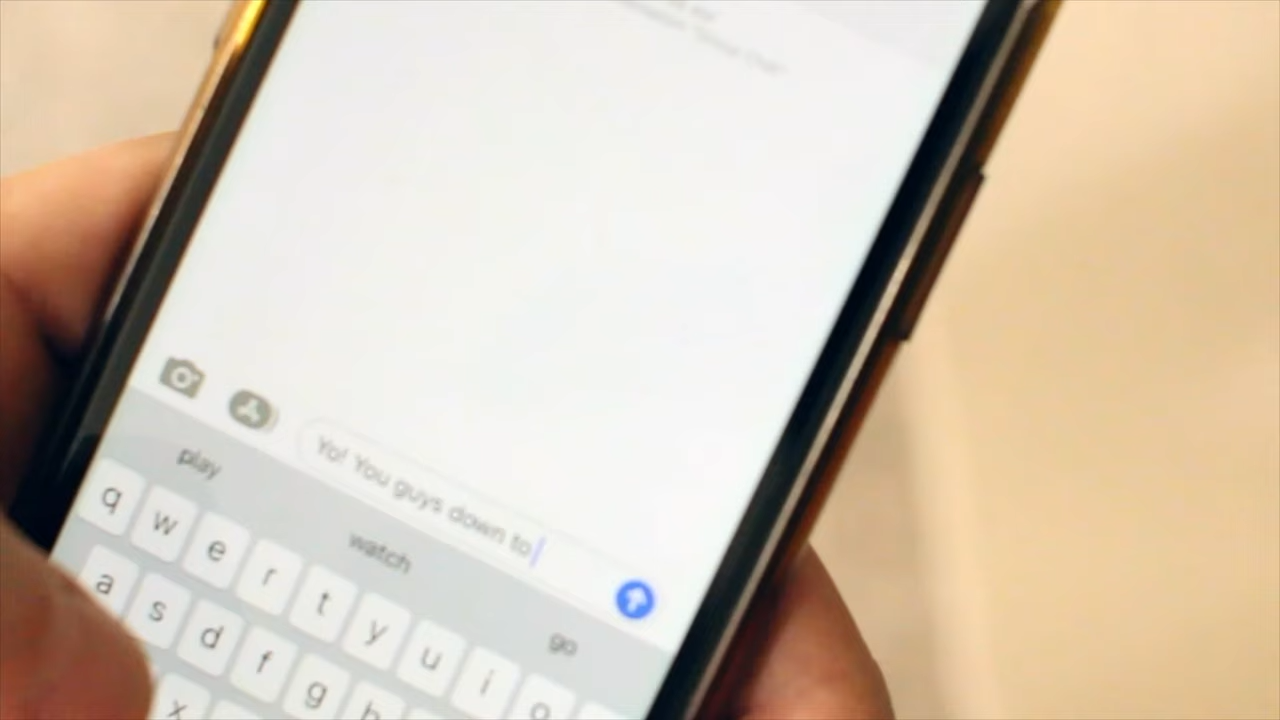 Yo! You guys down to
play watch go
q w e r t y u i o
a s d f g h
x